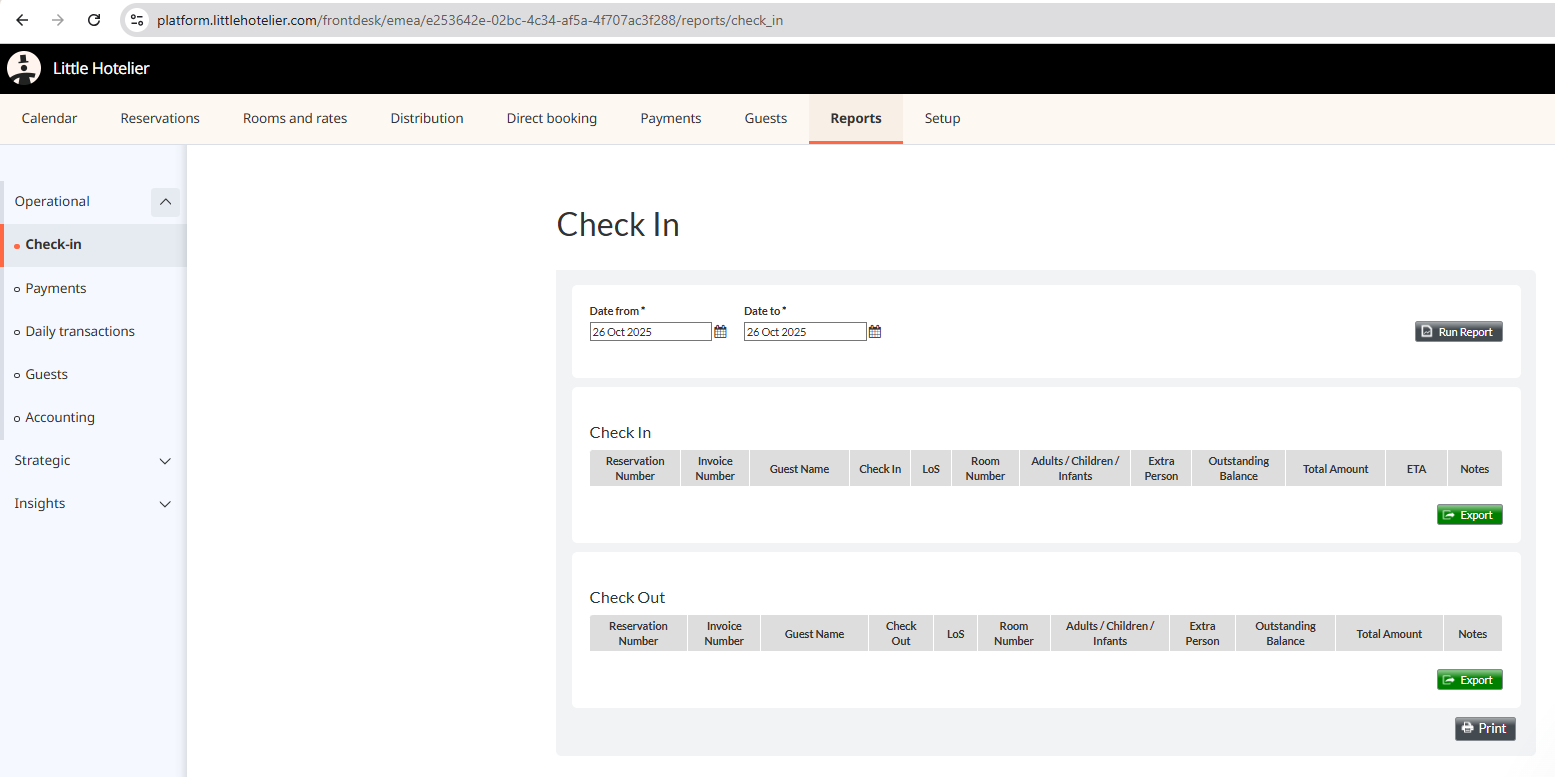 platform.littlehotelier.com/frontdesk/emea/e253642e-02bc-4c34-af5a-4f707ac3f288/reports/check_in
Little Hotelier
Calendar Reservations Rooms and rates Distribution Direct booking Payments Guests Reports Setup
Operational
Check-in
Payments
Daily transactions
Guests
Accounting
Strategic
Insights
Check In
Date from * Date to *
26 Oct 2025 26 Oct 2025
Run Report
Check In
Reservation Number Invoice Number Guest Name Check In LoS Room Number Adults / Children / Infants Extra Person Outstanding Balance Total Amount ETA Notes
Export
Check Out
Reservation Number Invoice Number Guest Name Check Out LoS Room Number Adults / Children / Infants Extra Person Outstanding Balance Total Amount Notes
Export
Print